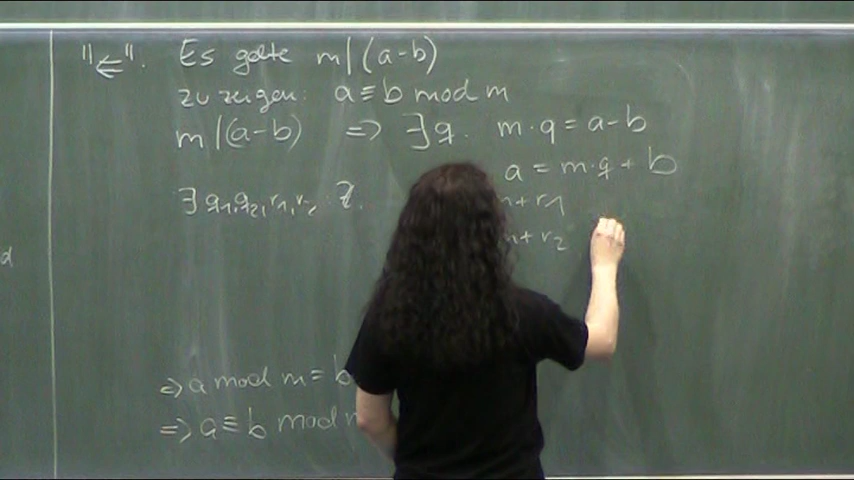 "⇐". Es gelte m|(a-b)
zu zeigen: a≡b mod m
m|(a-b) => ∃q. m·q = a-b
a = m·q + b
∃q₁,q₂,r₁,r₂ : Z. + r₁
+ r₂
d
=> a mod m = b
=> a≡b mod m